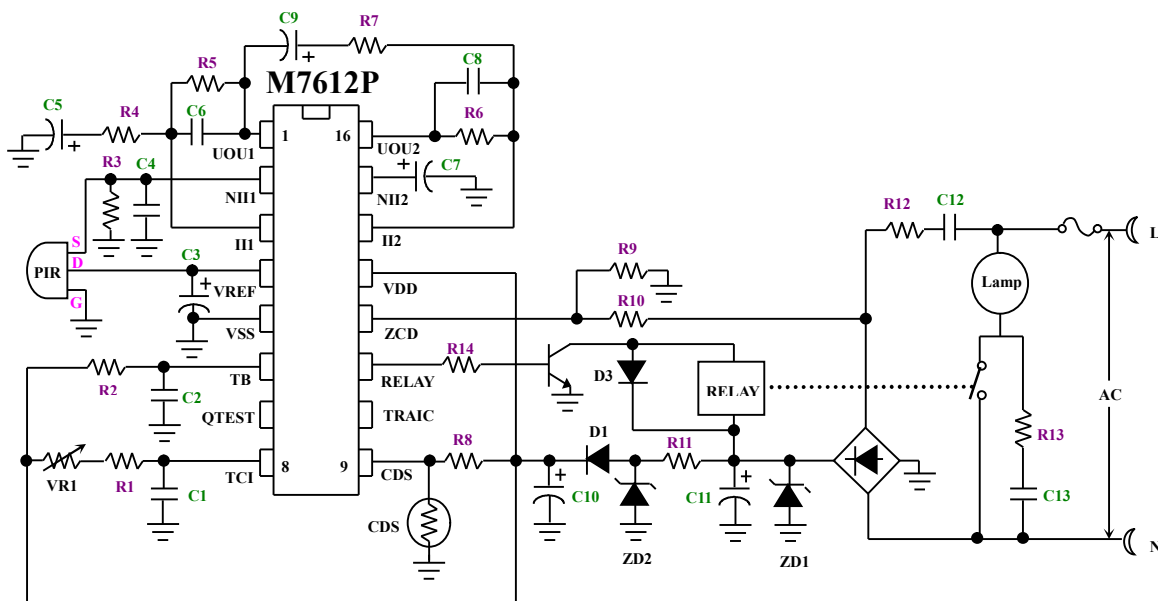 C9
R7
R5
C8
M7612P
C5
R4
C6
R6
1
16
UOU1
UOU2
R3
C4
C7
NII1
NII2
R12
C12
II1
II2
L
S
D
G
PIR
C3
R9
VREF
VDD
Lamp
R10
VSS
ZCD
R14
R2
TB
RELAY
D3
RELAY
AC
C2
QTEST
TRAIC
D1
R8
R11
R13
VR1
R1
8
9
TCI
CDS
C1
C10
C11
C13
CDS
ZD2
ZD1
N